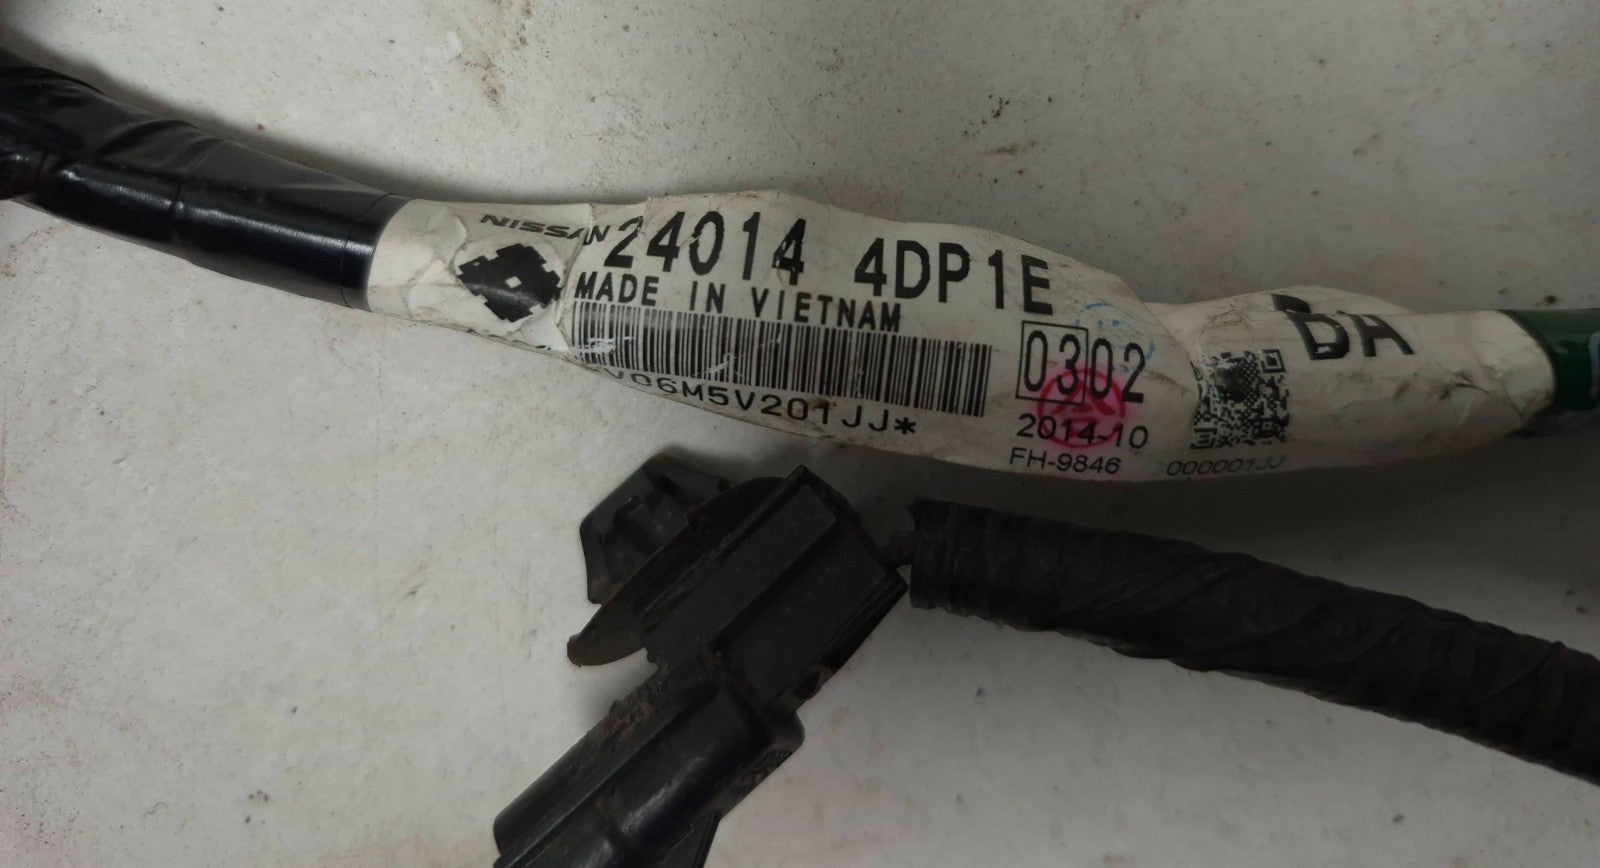 NISSAN
24014 4DP1E
MADE IN VIETNAM
V06M5V201JJ*
0302
2014-10
FH-9846
BA
000001JJ